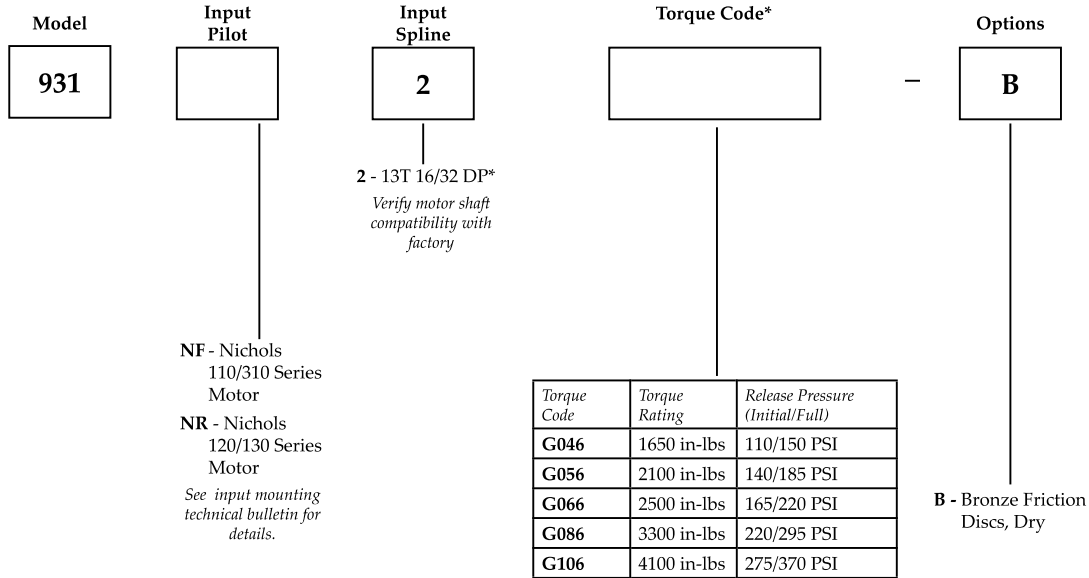 Model
Input
Pilot
Input
Spline
Torque Code*
Options
931
2
–
B
2 - 13T 16/32 DP*
Verify motor shaft
compatibility with
factory
NF - Nichols
110/310 Series
Motor
NR - Nichols
120/130 Series
Motor
See input mounting
technical bulletin for
details.
Torque
Code
Torque
Rating
Release Pressure
(Initial/Full)
G046 1650 in-lbs 110/150 PSI
G056 2100 in-lbs 140/185 PSI
G066 2500 in-lbs 165/220 PSI
G086 3300 in-lbs 220/295 PSI
G106 4100 in-lbs 275/370 PSI
B - Bronze Friction
Discs, Dry